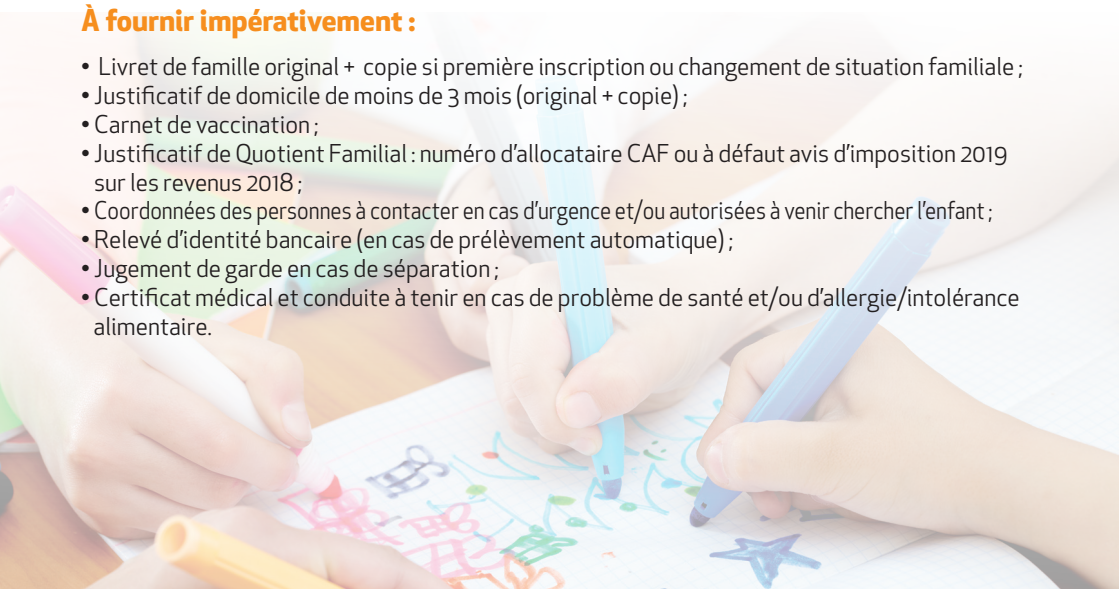 À fournir impérativement :
• Livret de famille original + copie si première inscription ou changement de situation familiale ;
• Justificatif de domicile de moins de 3 mois (original + copie) ;
• Carnet de vaccination ;
• Justificatif de Quotient Familial : numéro d'allocataire CAF ou à défaut avis d'imposition 2019
sur les revenus 2018 ;
• Coordonnées des personnes à contacter en cas d'urgence et/ou autorisées à venir chercher l'enfant ;
• Relevé d'identité bancaire (en cas de prélèvement automatique) ;
• Jugement de garde en cas de séparation ;
• Certificat médical et conduite à tenir en cas de problème de santé et/ou d'allergie/intolérance
alimentaire.